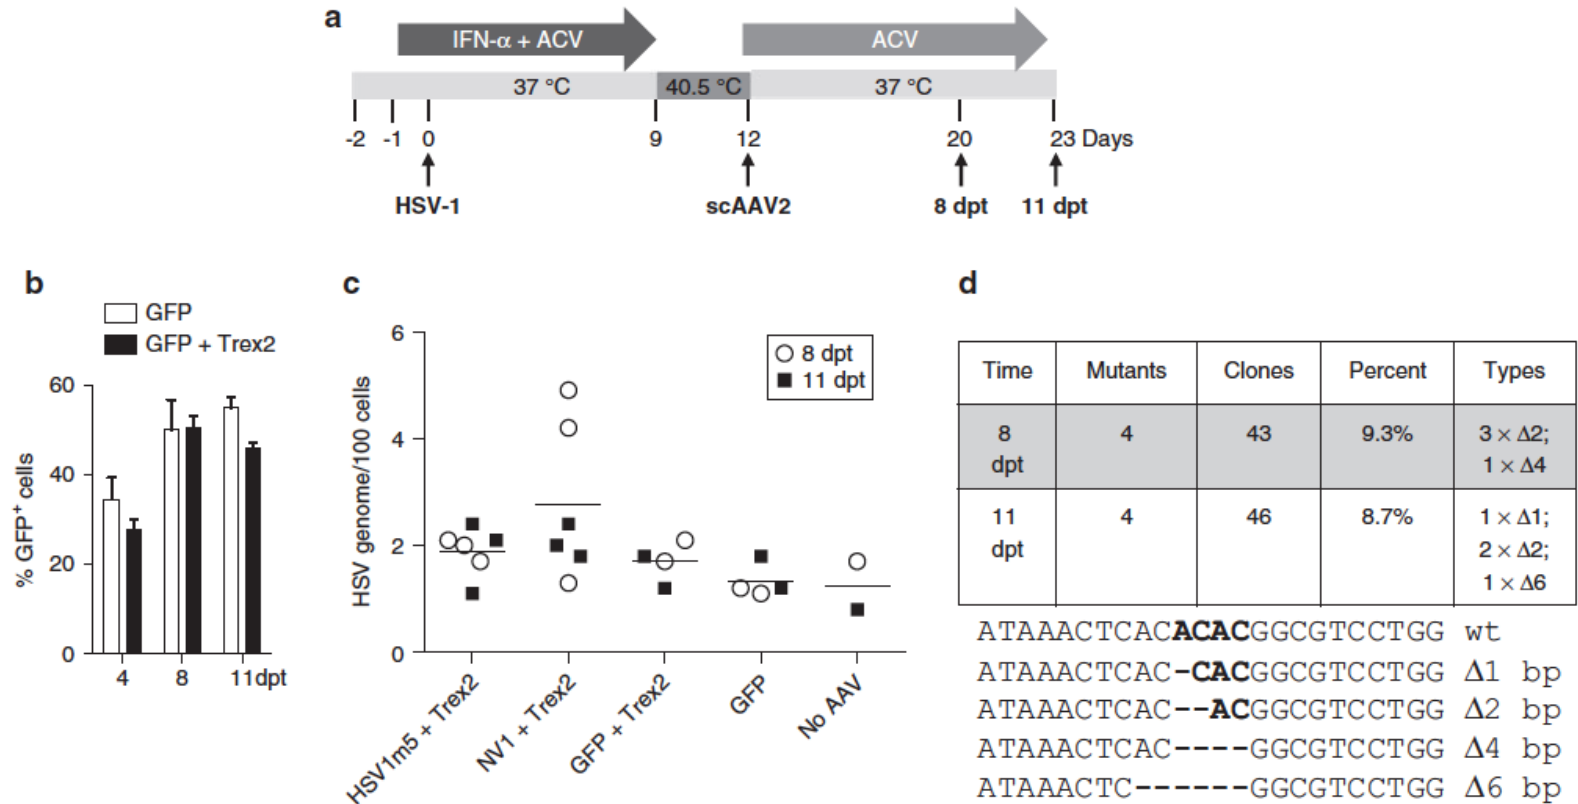 a
IFN-α + ACV
ACV
37 °C
40.5 °C
37 °C
-2 -1 0 9 12 20 23 Days
HSV-1
scAAV2
8 dpt
11 dpt
b
GFP
GFP + Trex2
% GFP+ cells
60
40
20
0
4 8 11dpt
c
8 dpt
11 dpt
HSV genome/100 cells
6
4
2
0
HSV1m5 + Trex2
NV1 + Trex2
GFP + Trex2
GFP
No AAV
d
Time Mutants Clones Percent Types
8 dpt 4 43 9.3% 3 × Δ2; 1 × Δ4
11 dpt 4 46 8.7% 1 × Δ1; 2 × Δ2; 1 × Δ6
ATAAACTCACACACGGCGTCCTGG wt
ATAAACTCAC-CACGGCGTCCTGG Δ1 bp
ATAAACTCAC--ACGGCGTCCTGG Δ2 bp
ATAAACTCAC----GGCGTCCTGG Δ4 bp
ATAAACTC------GGCGTCCTGG Δ6 bp